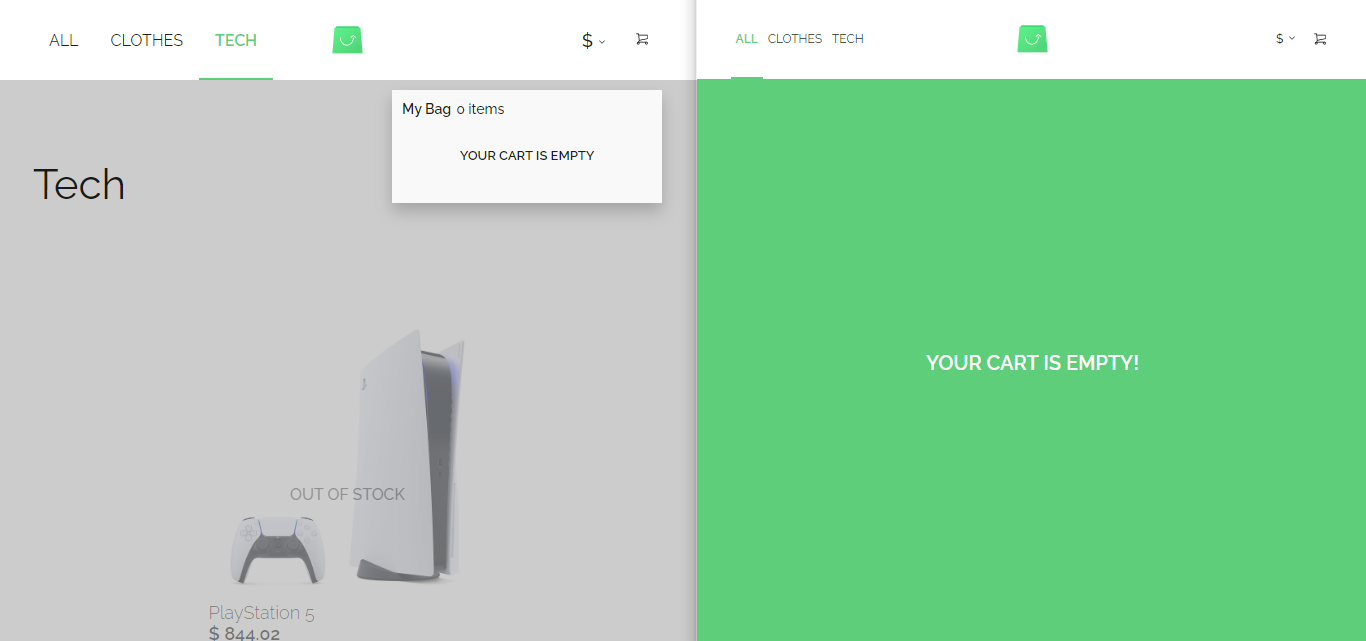 ALL CLOTHES TECH $
My Bag 0 items
YOUR CART IS EMPTY
Tech
OUT OF STOCK
PlayStation 5
$ 844.02
ALL CLOTHES TECH $
YOUR CART IS EMPTY!